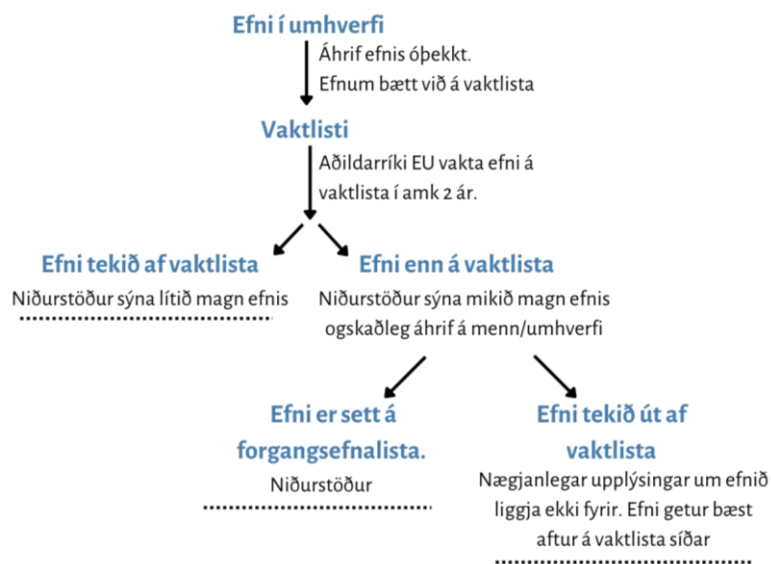 Efni í umhverfi
Áhrif efnis óþekkt.
Efnum bætt við á vaktlista
Vaktlisti
Aðildarríki EU vakta efni á
vaktlista í amk 2 ár.
Efni tekið af vaktlista
Niðurstöður sýna lítið magn efnis
Efni enn á vaktlista
Niðurstöður sýna mikið magn efnis
ogskaðleg áhrif á menn/umhverfi
Efni er sett á
forgangsefnalista.
Niðurstöður
Efni tekið út af
vaktlista
Nægjanlegar upplýsingar um efnið
liggja ekki fyrir. Efni getur bæst
aftur á vaktlista síðar